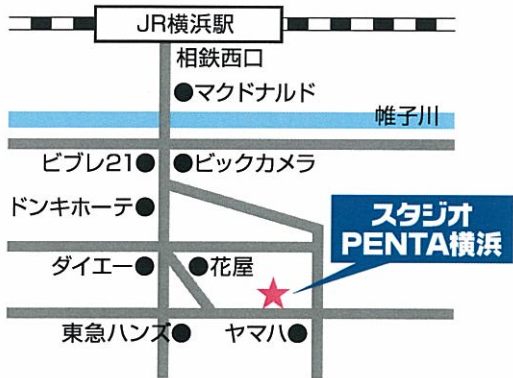 JR横浜駅
相鉄西口
マクドナルド
帷子川
ビブレ21
ビックカメラ
ドンキホーテ
スタジオ
PENTA横浜
ダイエー
花屋
東急ハンズ
ヤマハ